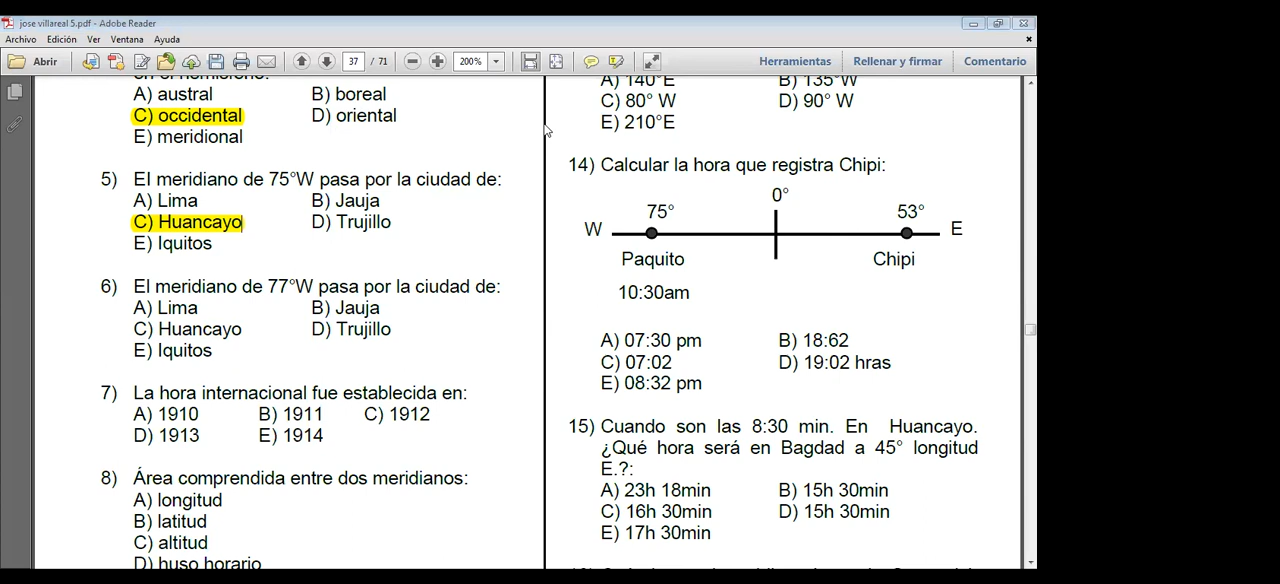 jose villareal 5.pdf - Adobe Reader
Archivo Edición Ver Ventana Ayuda
Abrir 37 / 71 200% Herramientas Rellenar y firmar Comentario
A) austral B) boreal
C) occidental D) oriental
E) meridional
5) El meridiano de 75°W pasa por la ciudad de:
A) Lima B) Jauja
C) Huancayo D) Trujillo
E) Iquitos
6) El meridiano de 77°W pasa por la ciudad de:
A) Lima B) Jauja
C) Huancayo D) Trujillo
E) Iquitos
7) La hora internacional fue establecida en:
A) 1910 B) 1911 C) 1912
D) 1913 E) 1914
8) Área comprendida entre dos meridianos:
A) longitud
B) latitud
C) altitud
D) huso horario
A) 140°E B) 135°W
C) 80° W D) 90° W
E) 210°E
14) Calcular la hora que registra Chipi:
0°
75° 53°
W E
Paquito Chipi
10:30am
A) 07:30 pm B) 18:62
C) 07:02 D) 19:02 hras
E) 08:32 pm
15) Cuando son las 8:30 min. En Huancayo.
¿Qué hora será en Bagdad a 45° longitud
E.?:
A) 23h 18min B) 15h 30min
C) 16h 30min D) 15h 30min
E) 17h 30min